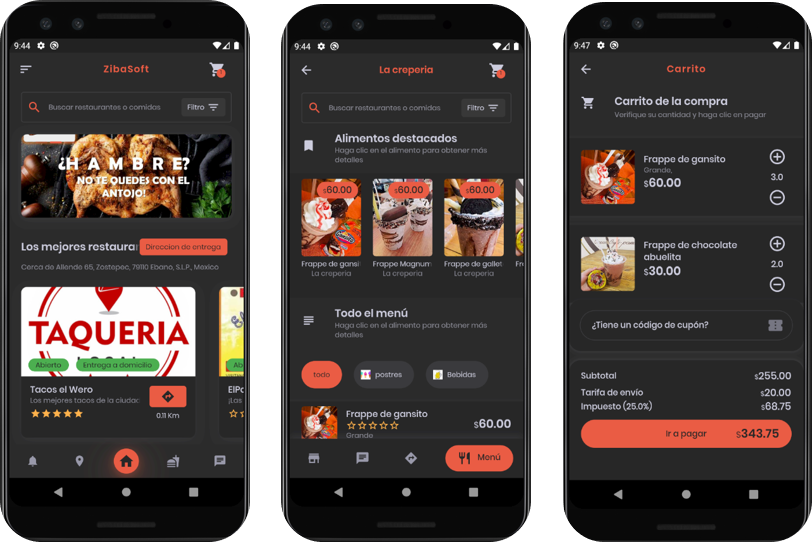 9:44
ZibaSoft
Buscar restaurantes o comidas
Filtro
¿HAMBRE?
NO TE QUEDES CON EL
ANTOJO!
Los mejores restaura
Direccion de entrega
Cerca de Allende 65, Zostepec, 79110 Ebano, S.L.P., Mexico
TAQUERIA
Abierto
Entrega a domicilio
Ab
Tacos el Wero
Los mejores tacos de la ciudad
0.11 Km
ElPa
¡Las
9:44
La creperia
Buscar restaurantes o comidas
Filtro
Alimentos destacados
Haga clic en el alimento para obtener más
detalles
$60.00
$60.00
$60.00
Frappe de gansi
Frappe Magnum
Frappe de gallet
Fr
La creperia
La creperia
La creperia
Todo el menú
Haga clic en el alimento para obtener más
detalles
todo
postres
Bebidas
Frappe de gansito
$60.00
Grande
Menú
9:47
Carrito
Carrito de la compra
Verifique su cantidad y haga clic en pagar
Frappe de gansito
Grande,
$60.00
3.0
Frappe de chocolate
abuelita
$30.00
2.0
¿Tiene un código de cupón?
Subtotal
$255.00
Tarifa de envío
$20.00
Impuesto (25.0%)
$68.75
Ir a pagar
$343.75